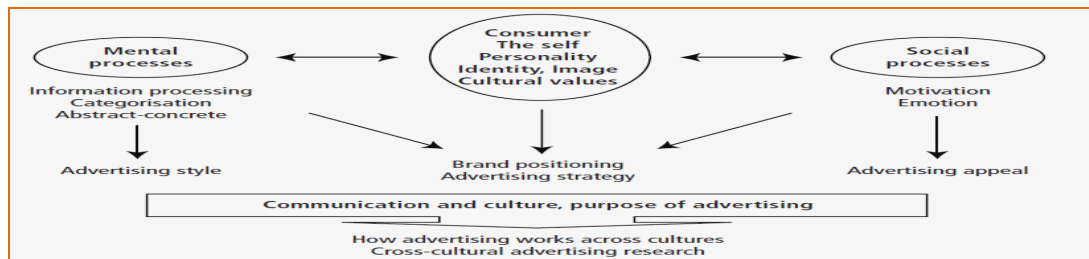 Mental
processes
Consumer
The self
Personality
Identity, Image
Cultural values
Social
processes
Information processing
Categorisation
Abstract-concrete
Motivation
Emotion
Advertising style
Brand positioning
Advertising strategy
Advertising appeal
Communication and culture, purpose of advertising
How advertising works across cultures
Cross-cultural advertising research